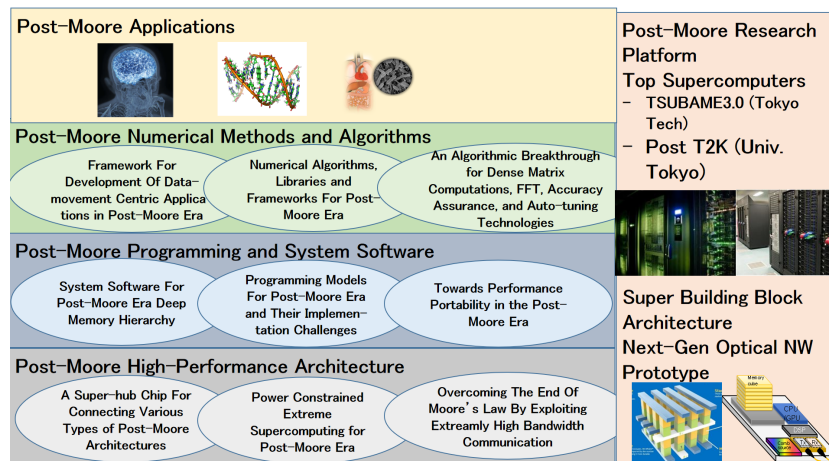 Post-Moore Applications
Post-Moore Numerical Methods and Algorithms
Framework For
Development Of Data-
movement Centric Applica
tions in Post-Moore Era
Numerical Algorithms,
Libraries and
Frameworks For Post-
Moore Era
An Algorithmic Breakthrough
for Dense Matrix
Computations, FFT, Accuracy
Assurance, and Auto-tuning
Technologies
Post-Moore Programming and System Software
System Software For
Post-Moore Era Deep
Memory Hierarchy
Programming Models
For Post-Moore Era
and Their Implemen-
tation Challenges
Towards Performance
Portability in the Post-
Moore Era
Post-Moore High-Performance Architecture
A Super-hub Chip For
Connecting Various
Types of Post-Moore
Architectures
Power Constrained
Extreme
Supercomputing for
Post-Moore Era
Overcoming The End Of
Moore's Law By Exploiting
Extreamly High Bandwidth
Communication
Post-Moore Research
Platform
Top Supercomputers
- TSUBAME3.0 (Tokyo
Tech)
- Post T2K (Univ.
Tokyo)
Super Building Block
Architecture
Next-Gen Optical NW
Prototype
Memory
cube
CPU
/GPU
DSP
Comb
source
TX
RX